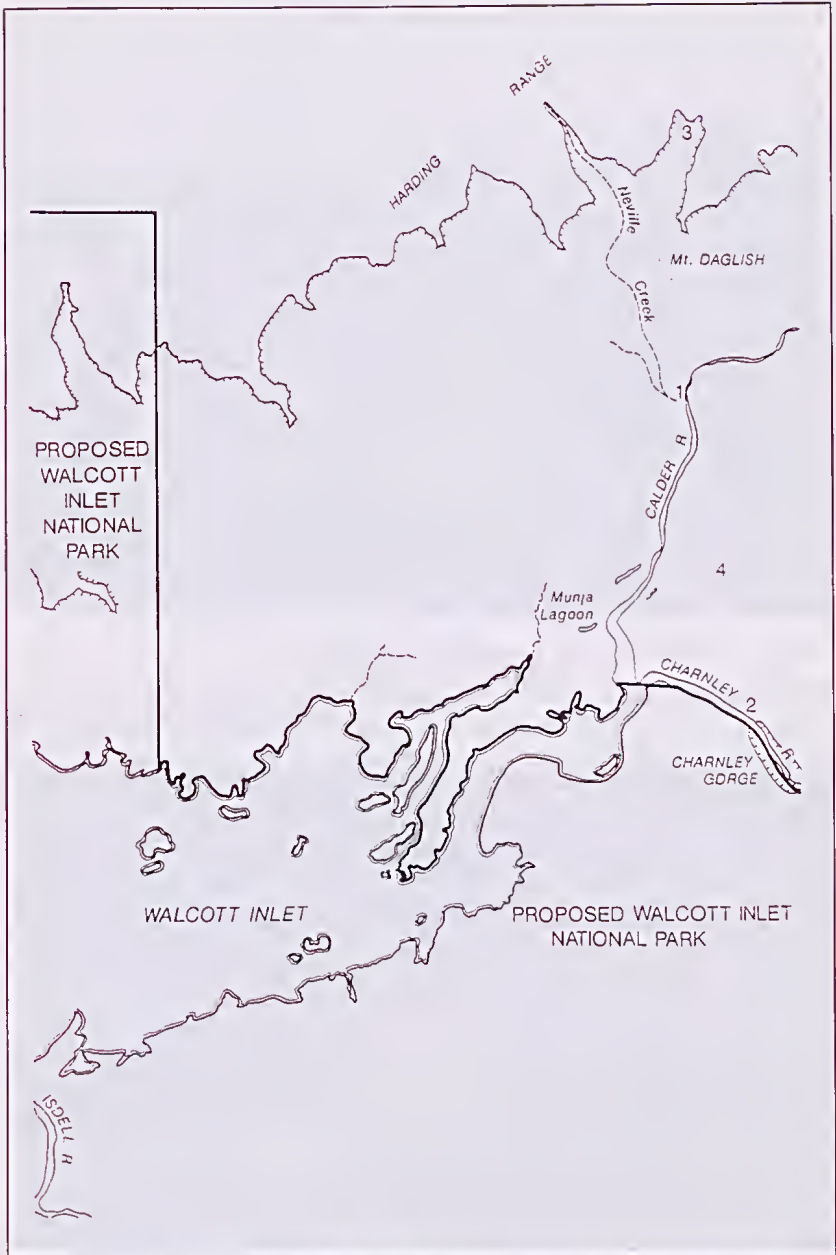 RANGE
3
HARDING
Neville
Creek
Mt. DAGLISH
1
CALDER R
PROPOSED
WALCOTT
INLET
NATIONAL
PARK
4
Munja
Lagoon
CHARNLEY R
2
CHARNLEY
GORGE
WALCOTT INLET
PROPOSED WALCOTT INLET
NATIONAL PARK
ISDELL R